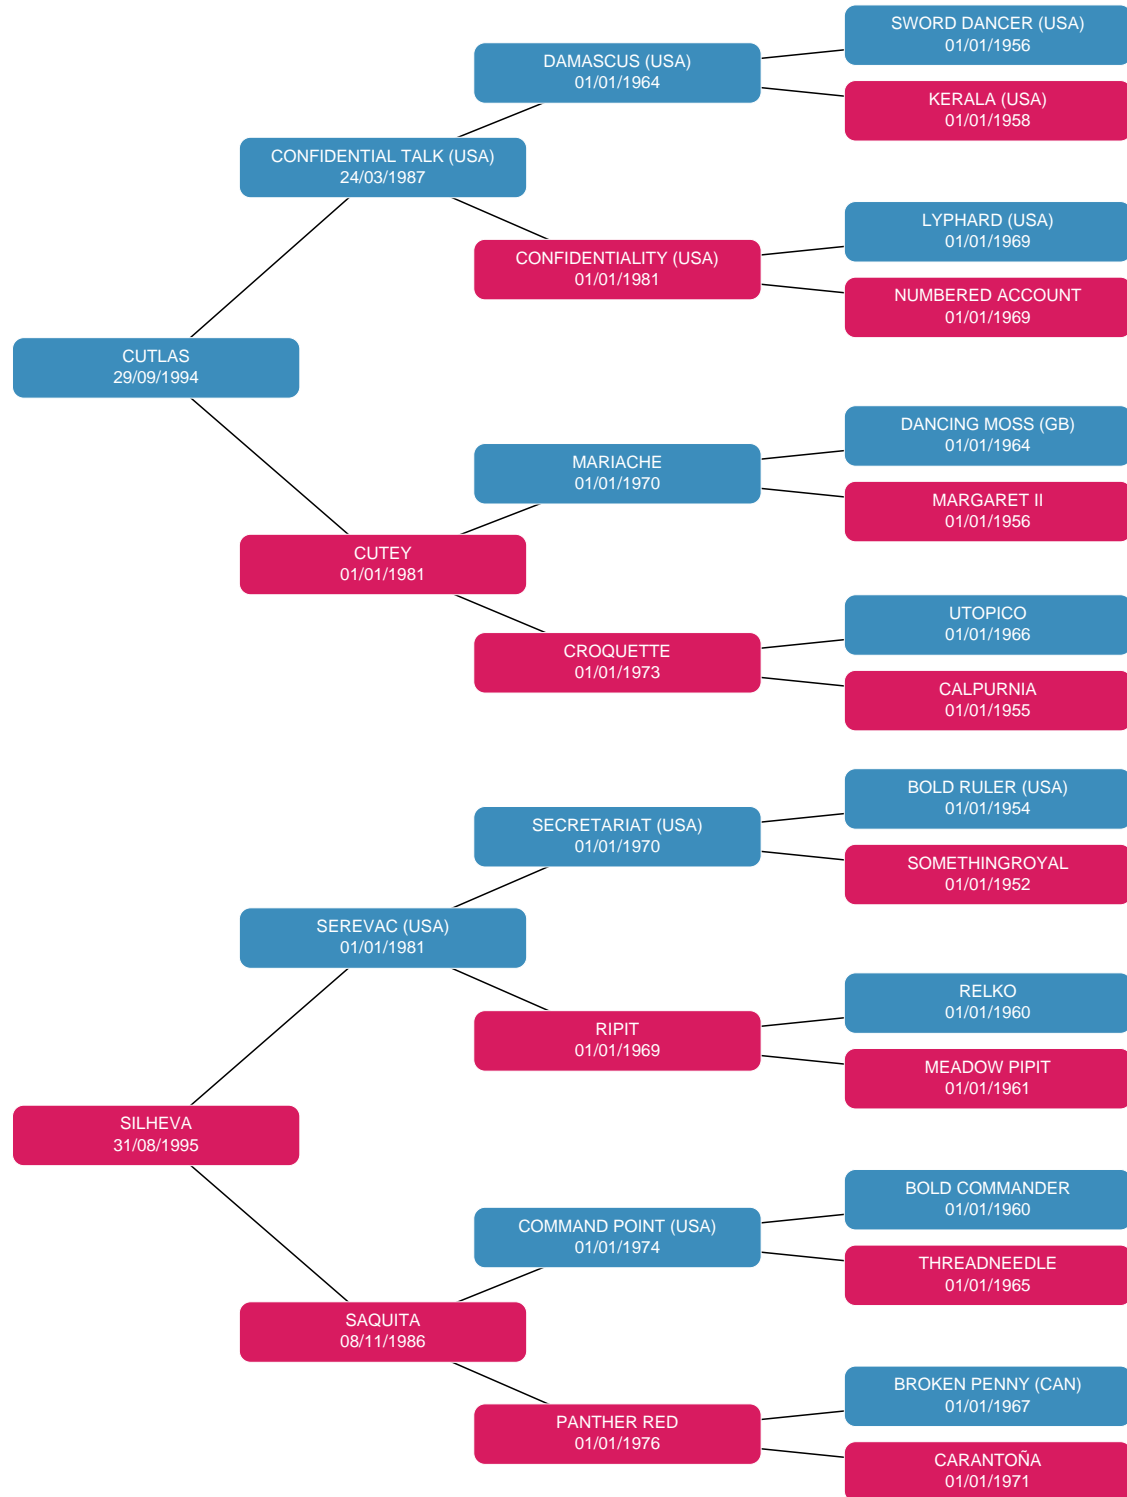 SWORD DANCER (USA)
01/01/1956
DAMASCUS (USA)
01/01/1964
KERALA (USA)
01/01/1958
CONFIDENTIAL TALK (USA)
24/03/1987
LYPHARD (USA)
01/01/1969
CONFIDENTIALITY (USA)
01/01/1981
NUMBERED ACCOUNT
01/01/1969
CUTLAS
29/09/1994
DANCING MOSS (GB)
01/01/1964
MARIACHE
01/01/1970
MARGARET II
01/01/1956
CUTEY
01/01/1981
UTOPICO
01/01/1966
CROQUETTE
01/01/1973
CALPURNIA
01/01/1955
BOLD RULER (USA)
01/01/1954
SECRETARIAT (USA)
01/01/1970
SOMETHINGROYAL
01/01/1952
SEREVAC (USA)
01/01/1981
RELKO
01/01/1960
RIPIT
01/01/1969
MEADOW PIPIT
01/01/1961
SILHEVA
31/08/1995
BOLD COMMANDER
01/01/1960
COMMAND POINT (USA)
01/01/1974
THREADNEEDLE
01/01/1965
SAQUITA
08/11/1986
BROKEN PENNY (CAN)
01/01/1967
PANTHER RED
01/01/1976
CARANTOÑA
01/01/1971